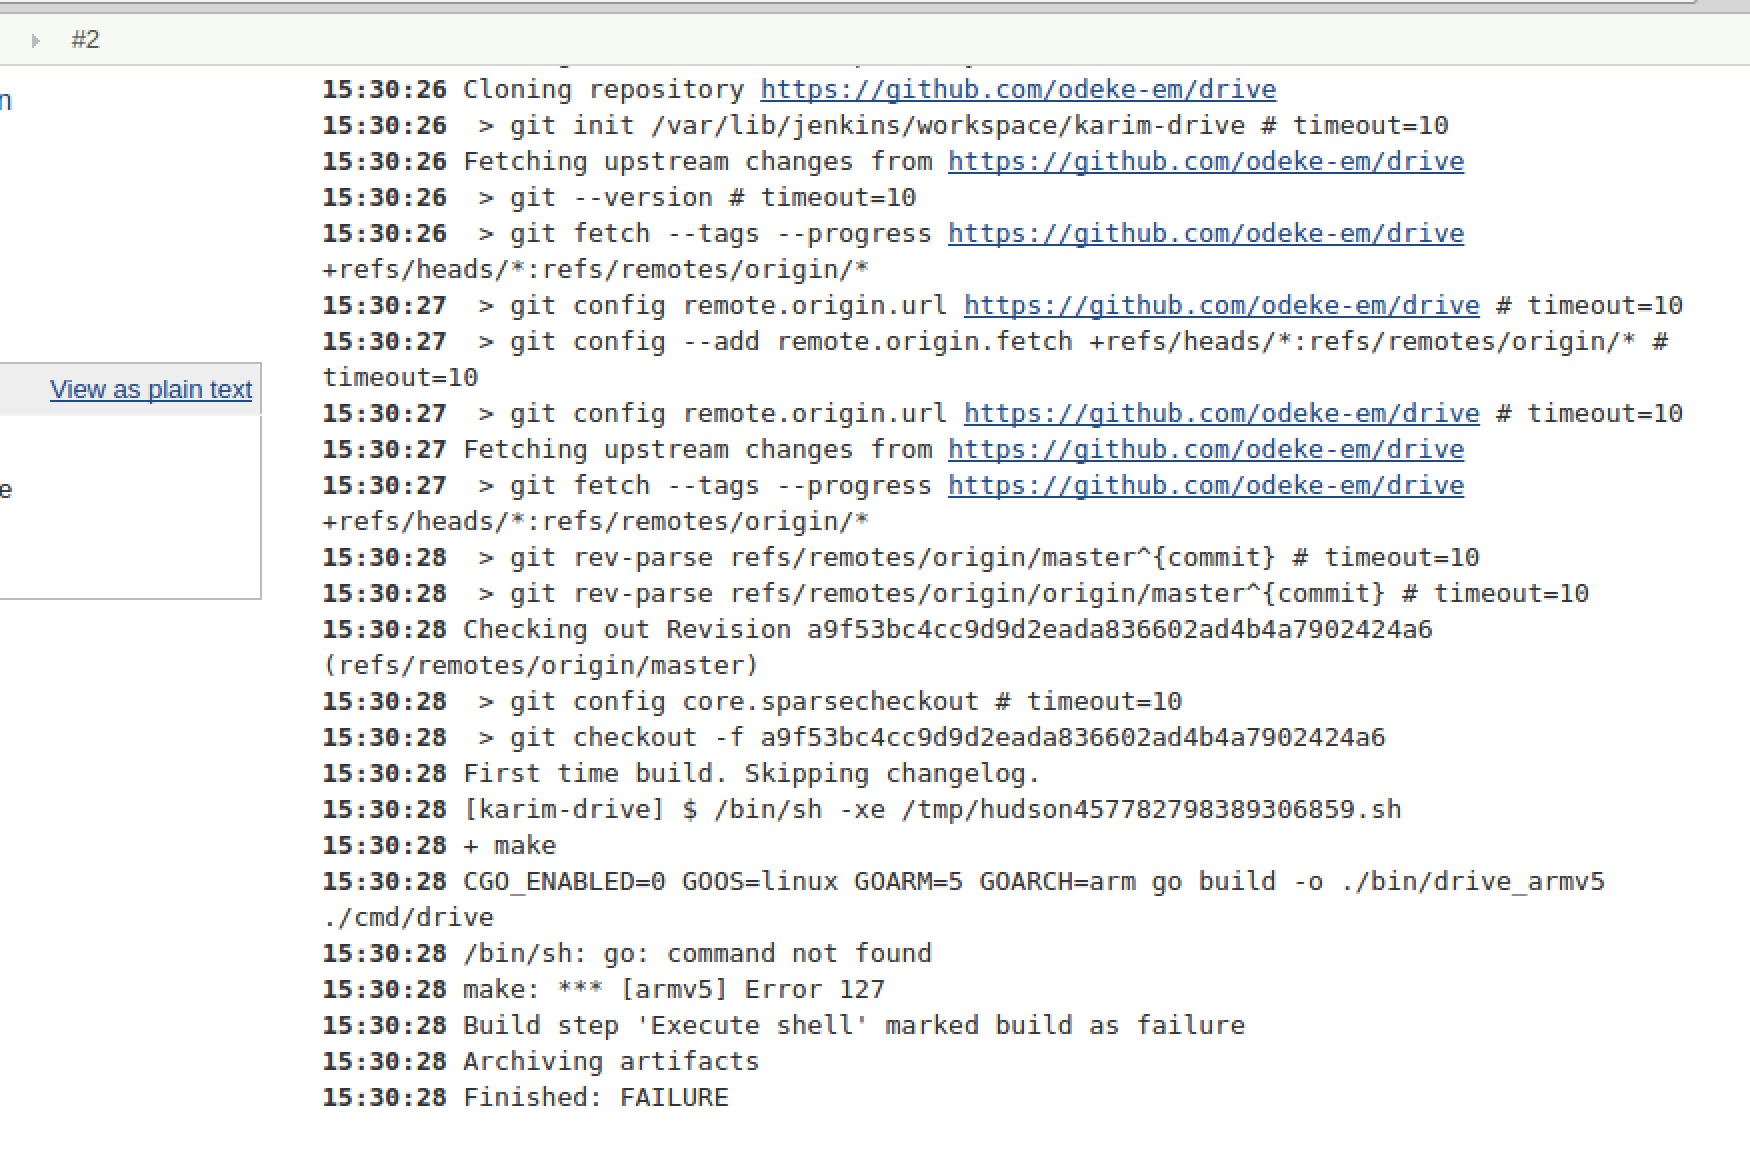 #2
n
15:30:26 Cloning repository https://github.com/odeke-em/drive
15:30:26  > git init /var/lib/jenkins/workspace/karim-drive # timeout=10
15:30:26 Fetching upstream changes from https://github.com/odeke-em/drive
15:30:26  > git --version # timeout=10
15:30:26  > git fetch --tags --progress https://github.com/odeke-em/drive
+refs/heads/*:refs/remotes/origin/*
15:30:27  > git config remote.origin.url https://github.com/odeke-em/drive # timeout=10
15:30:27  > git config --add remote.origin.fetch +refs/heads/*:refs/remotes/origin/* #
timeout=10
View as plain text
15:30:27  > git config remote.origin.url https://github.com/odeke-em/drive # timeout=10
15:30:27 Fetching upstream changes from https://github.com/odeke-em/drive
15:30:27  > git fetch --tags --progress https://github.com/odeke-em/drive
e
+refs/heads/*:refs/remotes/origin/*
15:30:28  > git rev-parse refs/remotes/origin/master^{commit} # timeout=10
15:30:28  > git rev-parse refs/remotes/origin/origin/master^{commit} # timeout=10
15:30:28 Checking out Revision a9f53bc4cc9d9d2eada836602ad4b4a7902424a6
(refs/remotes/origin/master)
15:30:28  > git config core.sparsecheckout # timeout=10
15:30:28  > git checkout -f a9f53bc4cc9d9d2eada836602ad4b4a7902424a6
15:30:28 First time build. Skipping changelog.
15:30:28 [karim-drive] $ /bin/sh -xe /tmp/hudson457782798389306859.sh
15:30:28 + make
15:30:28 CGO_ENABLED=0 GOOS=linux GOARM=5 GOARCH=arm go build -o ./bin/drive_armv5
./cmd/drive
15:30:28 /bin/sh: go: command not found
15:30:28 make: *** [armv5] Error 127
15:30:28 Build step 'Execute shell' marked build as failure
15:30:28 Archiving artifacts
15:30:28 Finished: FAILURE